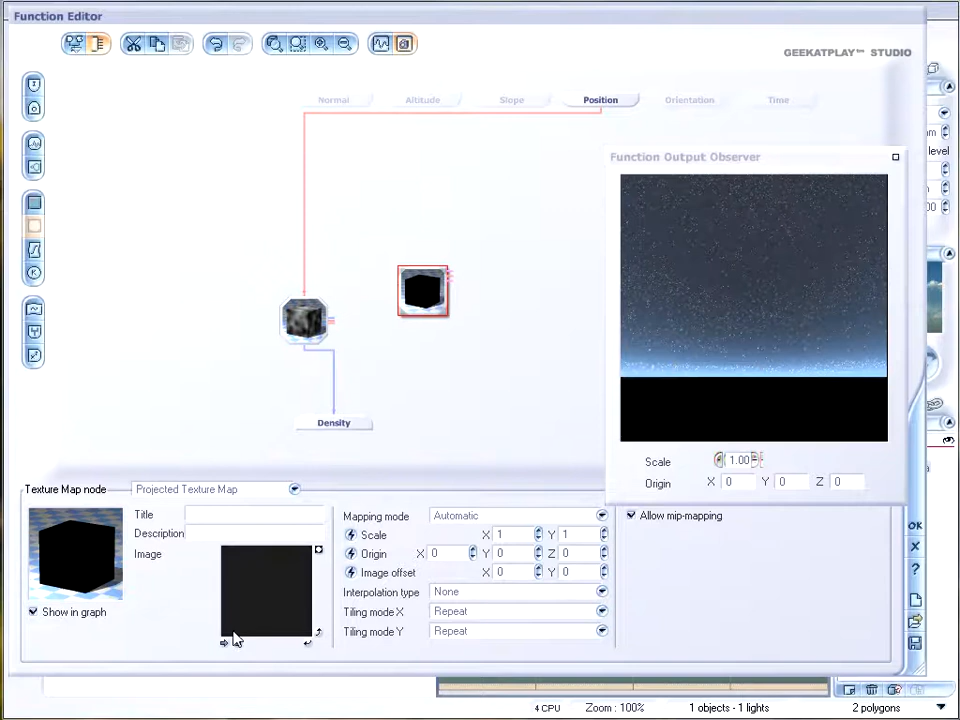 Function Editor
GEEKATPLAY™ STUDIO
Normal Altitude Slope Position Orientation Time
Function Output Observer
level
Density
Scale 1.00
Origin X 0 Y 0 Z 0
Texture Map node Projected Texture Map
Title
Description
Image
Show in graph
Mapping mode Automatic
Scale X 1 Y 1
Origin X 0 Y 0 Z 0
Image offset X 0 Y 0
Interpolation type None
Tiling mode X Repeat
Tiling mode Y Repeat
Allow mip-mapping
OK
4 CPU Zoom : 100% 1 objects - 1 lights 2 polygons